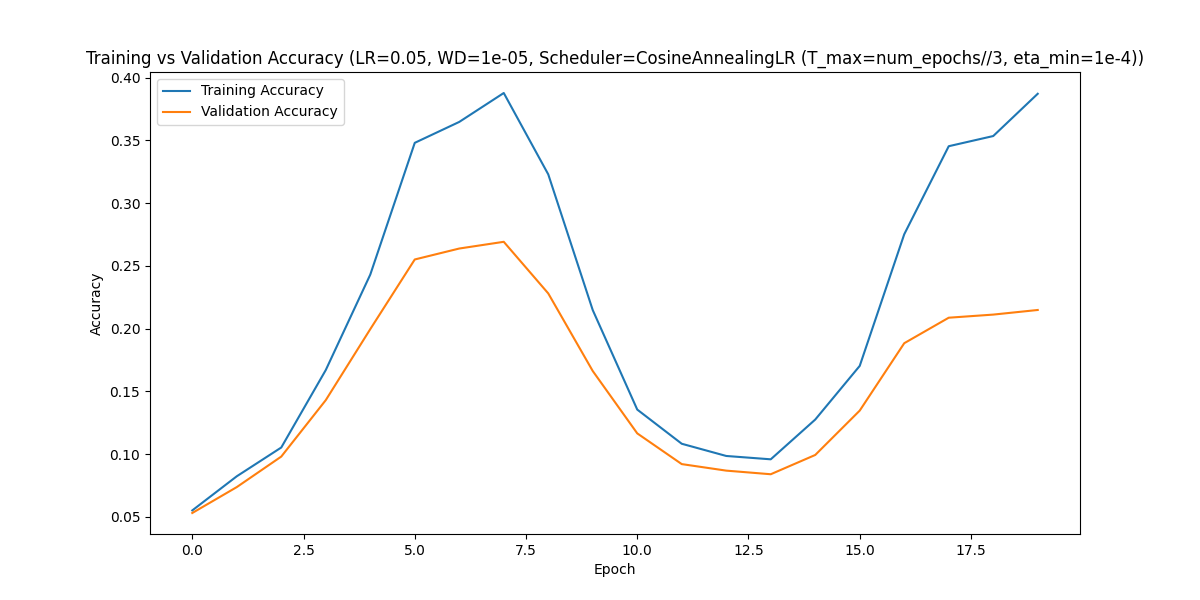 Training vs Validation Accuracy (LR=0.05, WD=1e-05, Scheduler=CosineAnnealingLR (T_max=num_epochs//3, eta_min=1e-4))
Training Accuracy
Validation Accuracy
0.40
0.35
0.30
0.25
0.20
0.15
0.10
0.05
Accuracy
0.0 2.5 5.0 7.5 10.0 12.5 15.0 17.5
Epoch